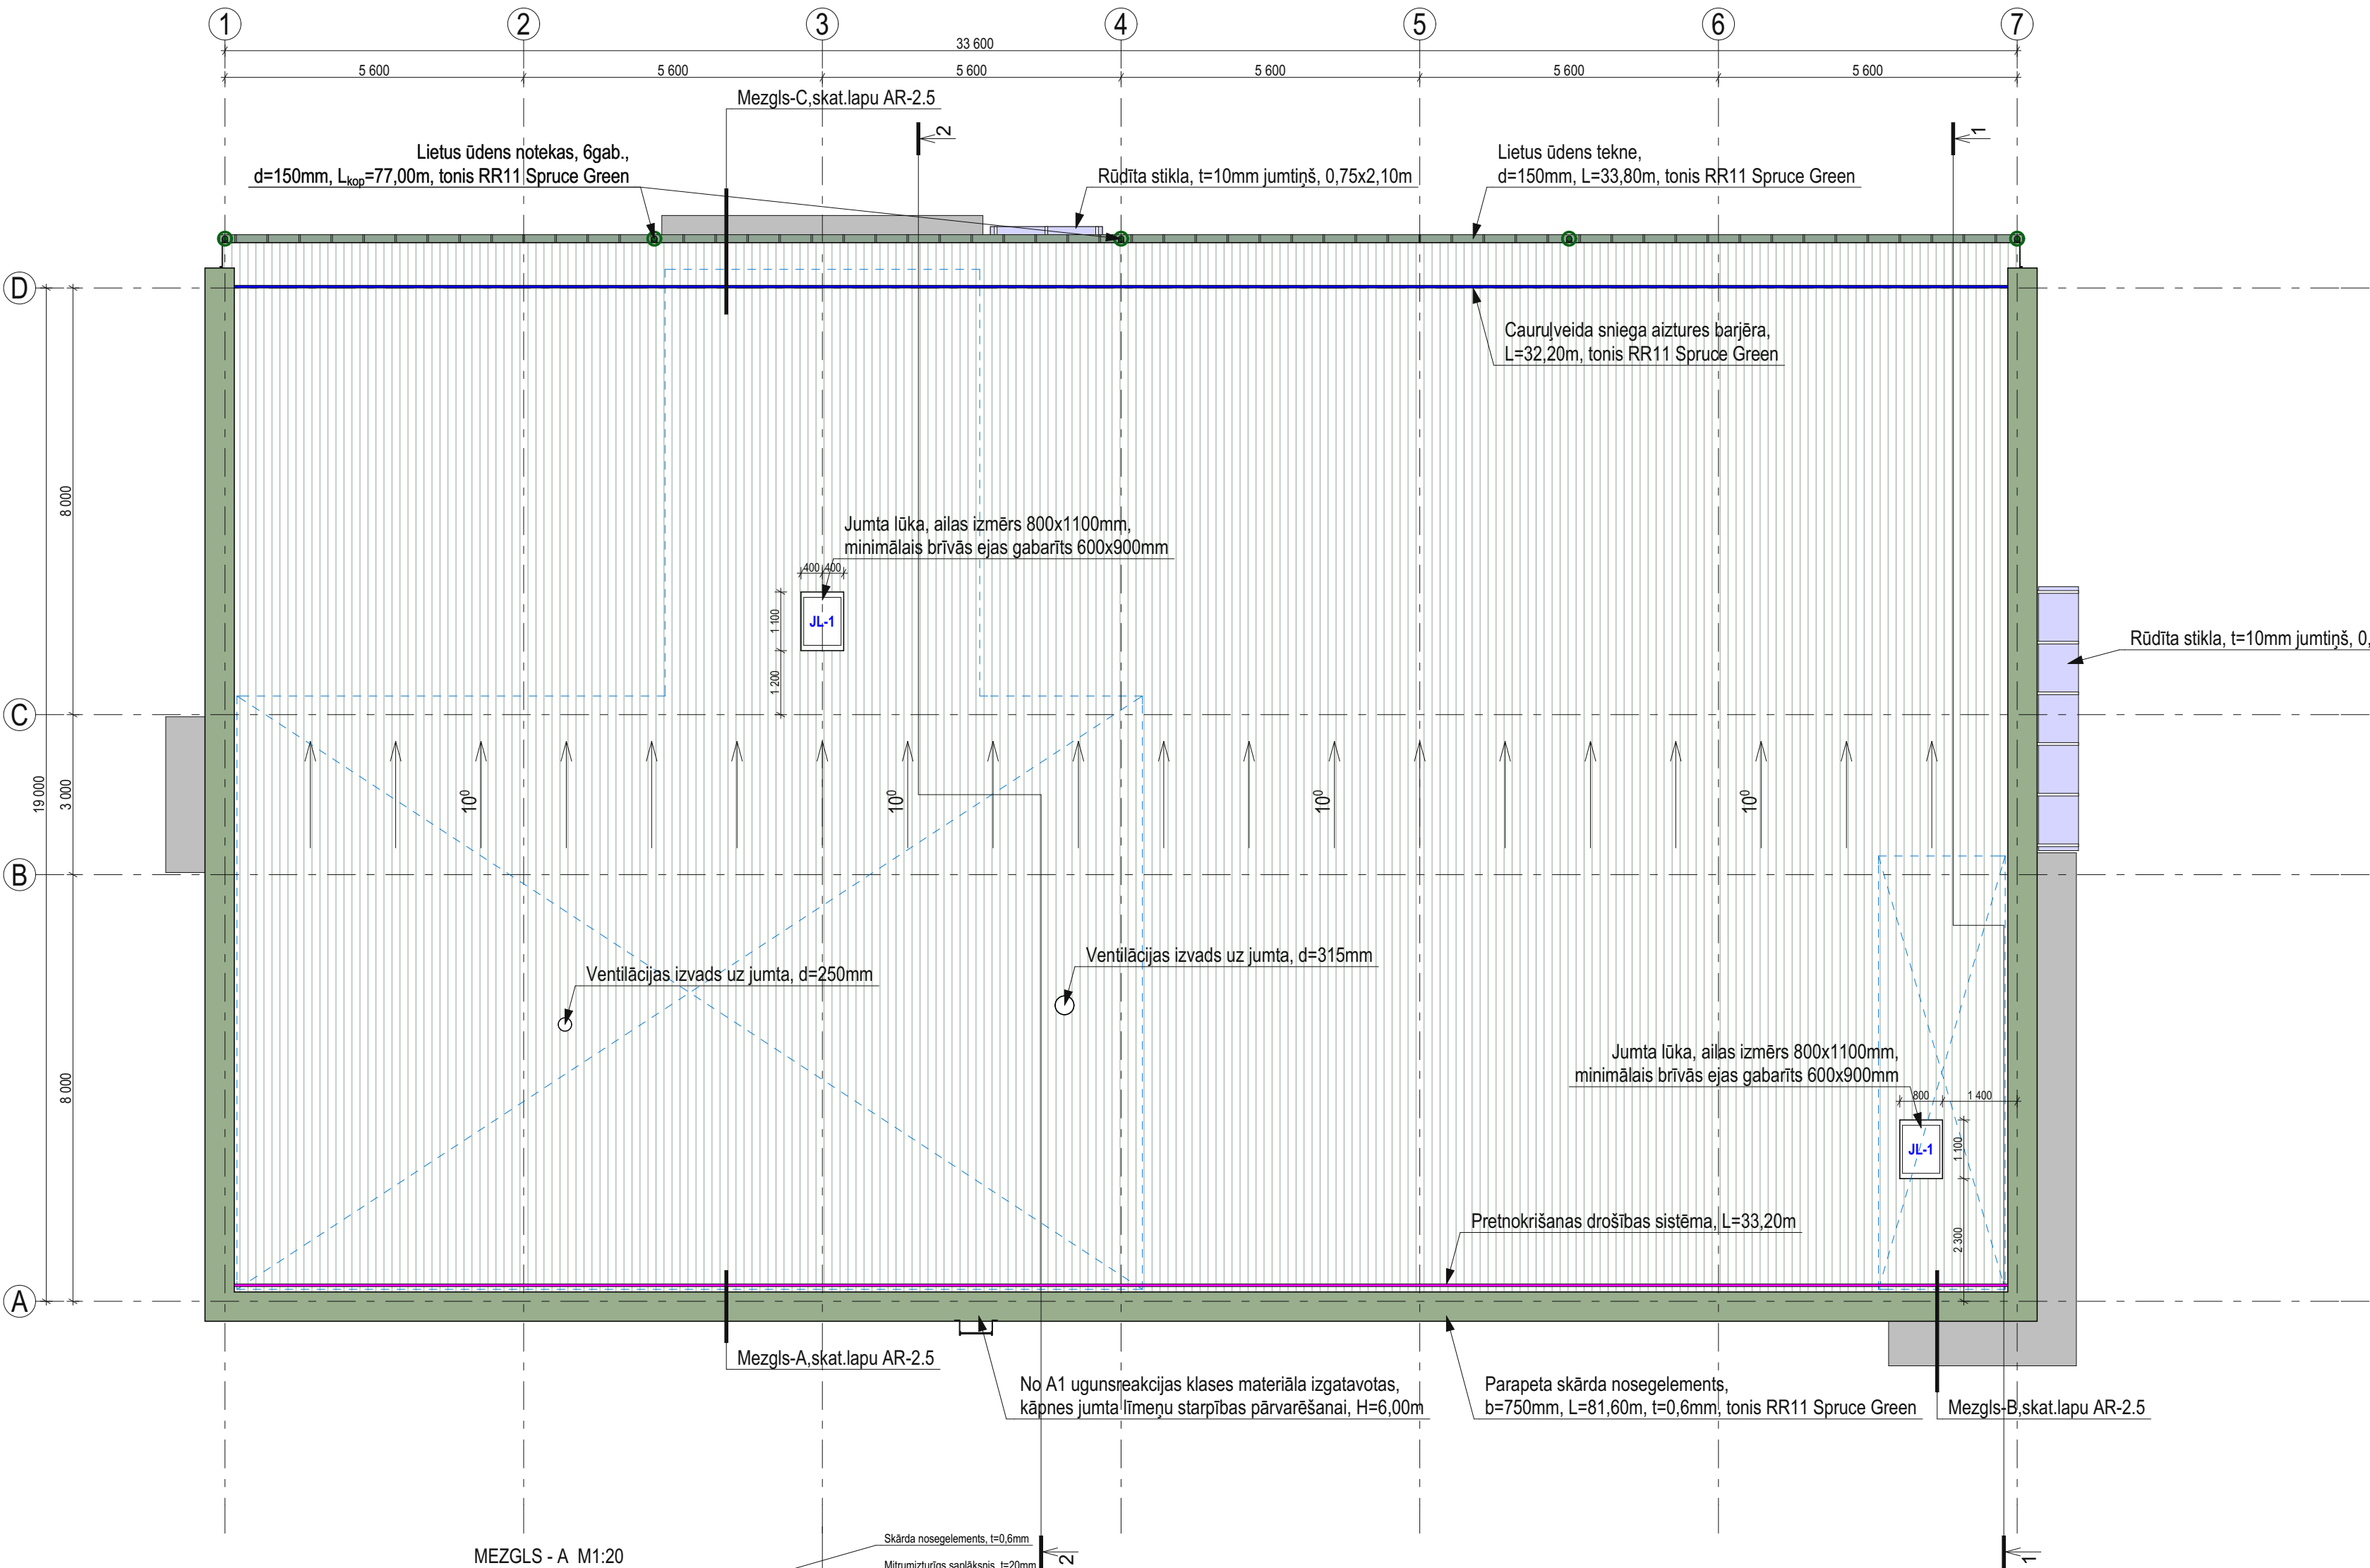 1 2 3 4 5 6 7
33 600
5 600 5 600 5 600 5 600 5 600 5 600
Mezgls-C,skat.lapu AR-2.5
2
1
Lietus ūdens notekas, 6gab.,
d=150mm, Lkop=77,00m, tonis RR11 Spruce Green
Rūdīta stikla, t=10mm jumtiņš, 0,75x2,10m
Lietus ūdens tekne,
d=150mm, L=33,80m, tonis RR11 Spruce Green
D
Cauruļveida sniega aiztures barjēra,
L=32,20m, tonis RR11 Spruce Green
8 000
Jumta lūka, ailas izmērs 800x1100mm,
minimālais brīvās ejas gabarīts 600x900mm
400 400
1 100
JL-1
1 200
Rūdīta stikla, t=10mm jumtiņš, 0,
C
19 000
3 000
10⁰ 10⁰ 10⁰ 10⁰
B
Ventilācijas izvads uz jumta, d=250mm
Ventilācijas izvads uz jumta, d=315mm
8 000
Jumta lūka, ailas izmērs 800x1100mm,
minimālais brīvās ejas gabarīts 600x900mm
800 1 400
JL-1
1 100
2 300
Pretnokrišanas drošības sistēma, L=33,20m
A
Mezgls-A,skat.lapu AR-2.5
No A1 ugunsreakcijas klases materiāla izgatavotas,
kāpnes jumta līmeņu starpības pārvarēšanai, H=6,00m
Parapeta skārda nosegelements,
b=750mm, L=81,60m, t=0,6mm, tonis RR11 Spruce Green
Mezgls-B,skat.lapu AR-2.5
Skārda nosegelements, t=0,6mm
MEZGLS - A M1:20
Mitrumizturīgs saplāksnis, t=20mm
2
1